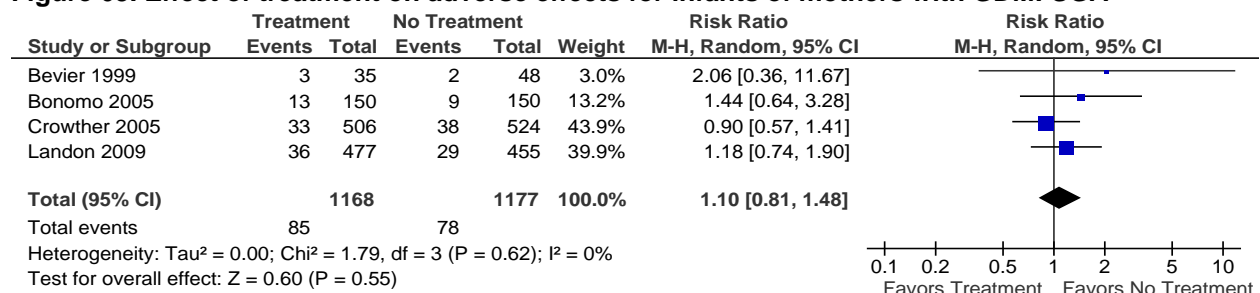 Treatment No Treatment Risk Ratio Risk Ratio
Study or Subgroup Events Total Events Total Weight M-H, Random, 95% CI M-H, Random, 95% CI
Bevier 1999 3 35 2 48 3.0% 2.06 [0.36, 11.67]
Bonomo 2005 13 150 9 150 13.2% 1.44 [0.64, 3.28]
Crowther 2005 33 506 38 524 43.9% 0.90 [0.57, 1.41]
Landon 2009 36 477 29 455 39.9% 1.18 [0.74, 1.90]
Total (95% CI) 1168 1177 100.0% 1.10 [0.81, 1.48]
Total events 85 78
Heterogeneity: Tau² = 0.00; Chi² = 1.79, df = 3 (P = 0.62); I² = 0%
Test for overall effect: Z = 0.60 (P = 0.55)
0.1 0.2 0.5 1 2 5 10
Favors Treatment Favors No Treatment